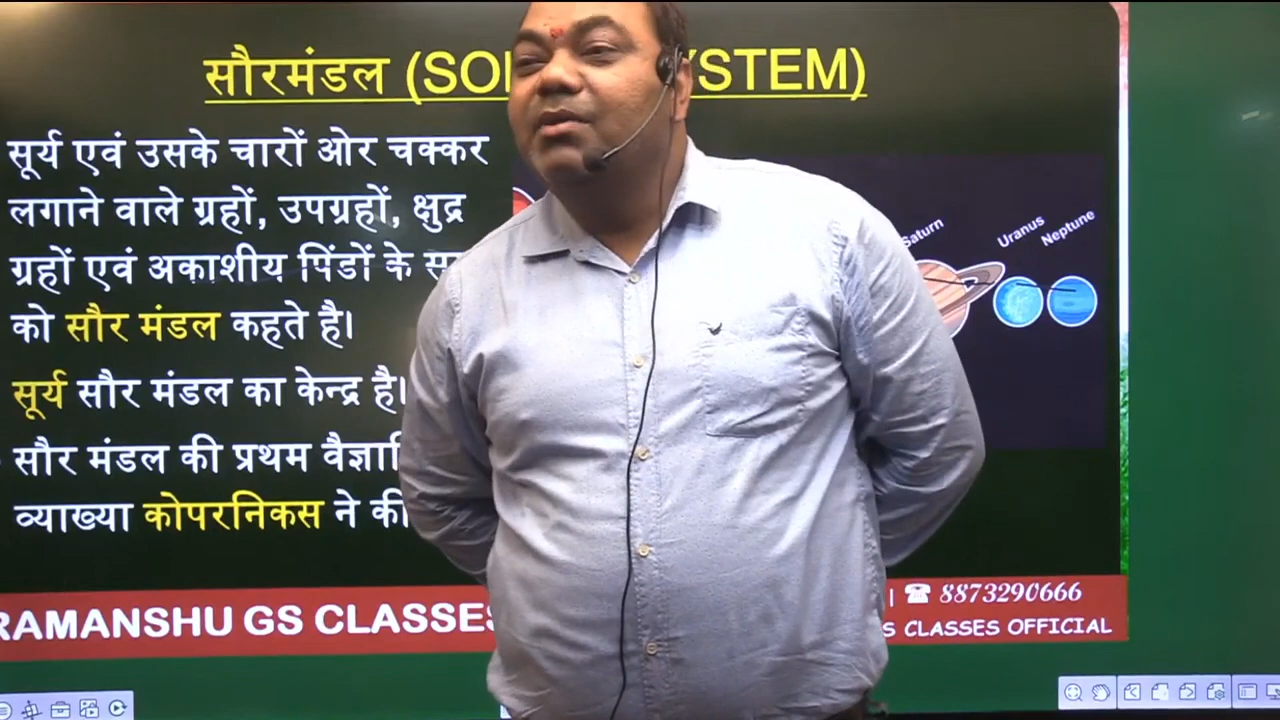 सौरमंडल (SOL YSTEM)
सूर्य एवं उसके चारों ओर चक्कर
लगाने वाले ग्रहों, उपग्रहों, क्षुद्र
ग्रहों एवं अकाशीय पिंडों के
को सौर मंडल कहते है।
सूर्य सौर मंडल का केन्द्र है।
सौर मंडल की प्रथम
व्याख्या कोपरनिकस ने की
Saturn
Uranus
Neptune
RAMANSHU GS CLASSES
| ☎ 8873290666
S CLASSES OFFICIAL